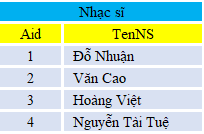 Nhạc sĩ
Aid TenNS
1 Đỗ Nhuận
2 Văn Cao
3 Hoàng Việt
4 Nguyễn Tài Tuệ